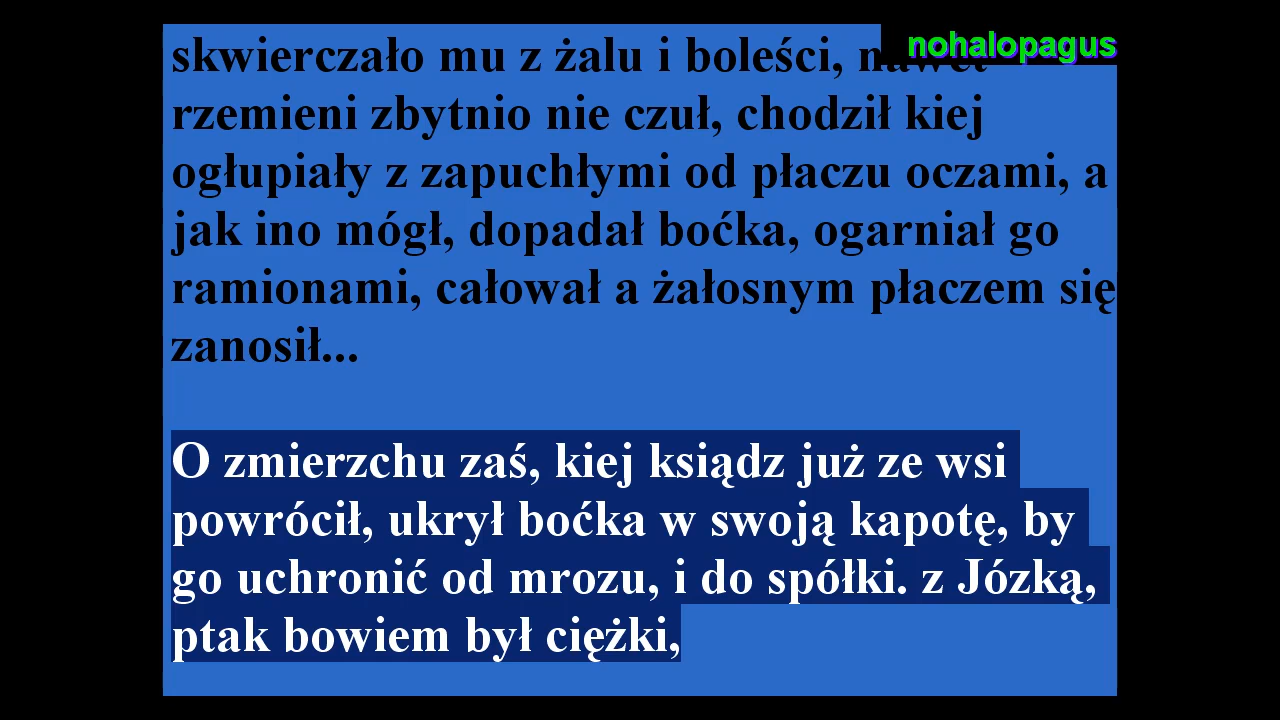 nohalopagus
skwierczało mu z żalu i boleści, nawet
rzemieni zbytnio nie czuł, chodził kiej
ogłupiały z zapuchłymi od płaczu oczami, a
jak ino mógł, dopadał boćka, ogarniał go
ramionami, całował a żałosnym płaczem się
zanosił...
O zmierzchu zaś, kiej ksiądz już ze wsi
powrócił, ukrył boćka w swoją kapotę, by
go uchronić od mrozu, i do spółki. z Józką,
ptak bowiem był ciężki,